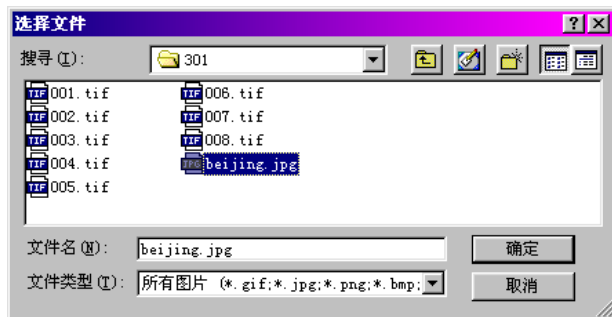 选择文件
搜寻(I): 301
001.tif 006.tif
002.tif 007.tif
003.tif 008.tif
004.tif beijing.jpg
005.tif
文件名(N): beijing.jpg 确定
文件类型(T): 所有图片 (*.gif;*.jpg;*.png;*.bmp; 取消